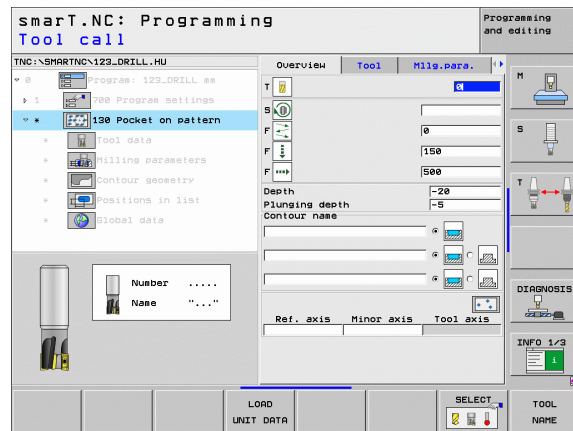 smarT.NC: Programming
Tool call
Programming
and editing
TNC:\SMARTNC\123_DRILL.HU
0 Program: 123_DRILL mm
1 700 Program settings
* 130 Pocket on pattern
* Tool data
* Milling parameters
* Contour geometry
* Positions in list
* Global data
Number .....
Name "..."
Overview Tool Mllg.para.
T 0
S
F 0
F 150
F 500
Depth -20
Plunging depth -5
Contour name
Ref. axis Minor axis Tool axis
M
S
T
DIAGNOSIS
INFO 1/3
LOAD
UNIT DATA
SELECT
TOOL
NAME